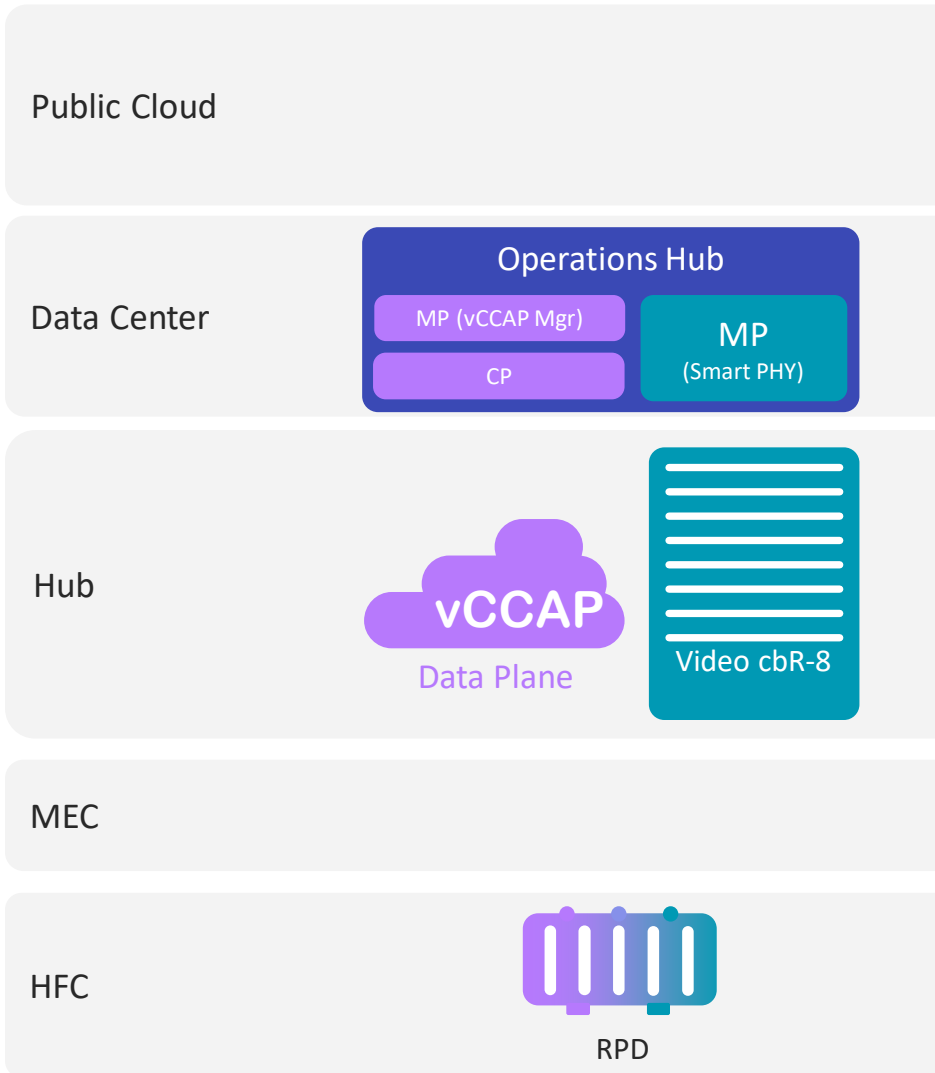 Public Cloud
Data Center
Operations Hub
MP (vCCAP Mgr)
CP
MP
(Smart PHY)
Hub
vCCAP
Data Plane
Video cbR-8
MEC
HFC
RPD